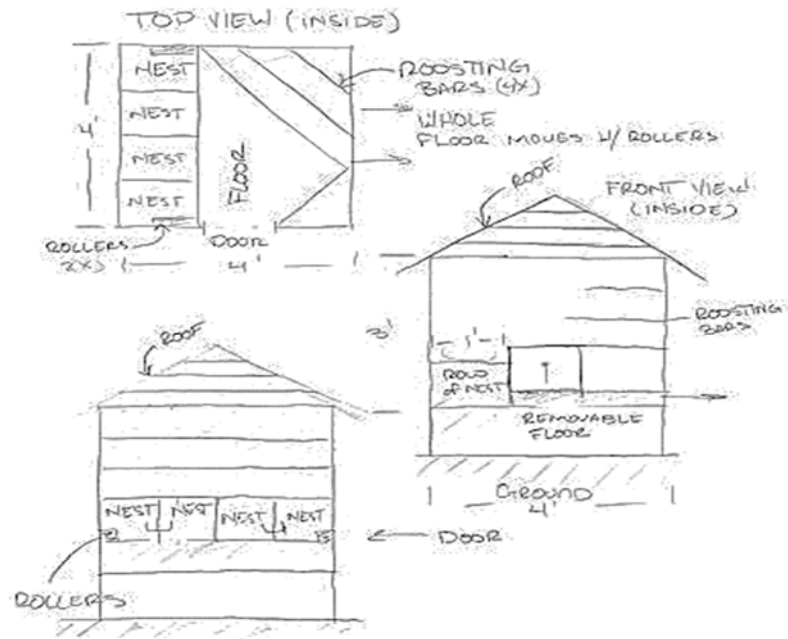 TOP VIEW (INSIDE)
NEST
NEST
NEST
NEST
4'
FLOOR
ROOSTING
BARS (4X)
WHOLE
FLOOR MOVES W/ ROLLERS
ROLLERS
2X
DOOR
4'
ROOF
FRONT VIEW
(INSIDE)
3'
1'
ROOSTING
BARS
ROW
OF NEST
REMOVABLE
FLOOR
GROUND
4'
ROOF
NEST NEST NEST NEST
DOOR
ROLLERS